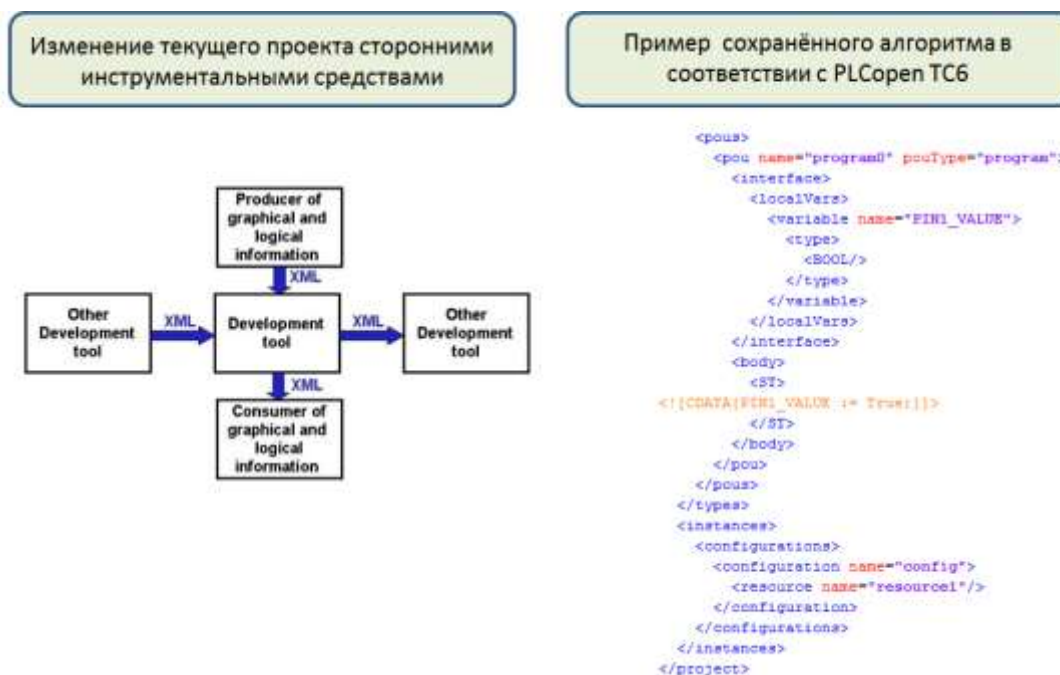 Изменение текущего проекта сторонними
инструментальными средствами
Producer of
graphical and
logical
information
XML
Other
Development
tool
XML
Development
tool
XML
Other
Development
tool
XML
Consumer of
graphical and
logical
information
Пример сохранённого алгоритма в
соответствии с PLCopen TC6
<pous>
<pou name="program0" pouType="program">
<interface>
<localVars>
<variable name="PIN1_VALUE">
<type>
<BOOL/>
</type>
</variable>
</localVars>
</interface>
<body>
<ST>
<![CDATA[PIN1_VALUE := True;]]>
</ST>
</body>
</pou>
</pous>
</types>
<instances>
<configurations>
<configuration name="config">
<resource name="resource1"/>
</configuration>
</configurations>
</instances>
</project>